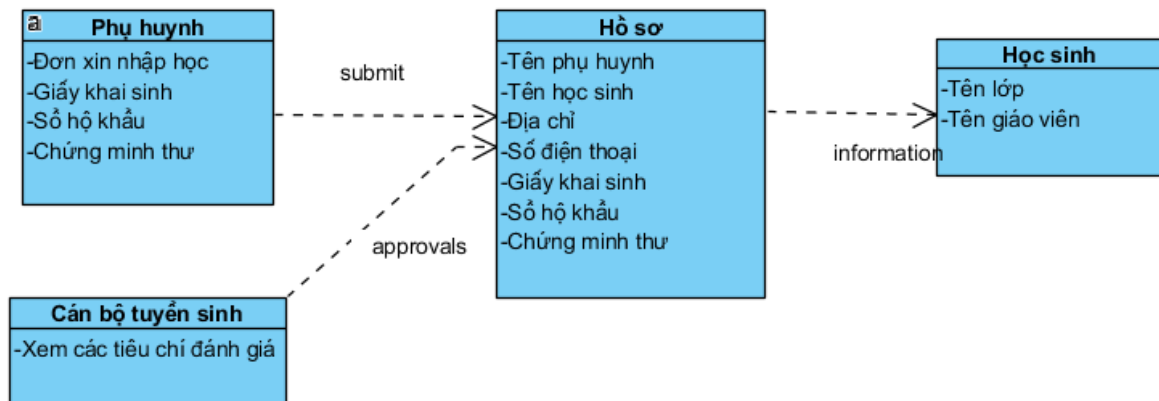 a
Phụ huynh
-Đơn xin nhập học
-Giấy khai sinh
-Sổ hộ khẩu
-Chứng minh thư
submit
Hồ sơ
-Tên phụ huynh
-Tên học sinh
-Địa chỉ
-Số điện thoại
-Giấy khai sinh
-Sổ hộ khẩu
-Chứng minh thư
Học sinh
-Tên lớp
-Tên giáo viên
information
approvals
Cán bộ tuyển sinh
-Xem các tiêu chí đánh giá